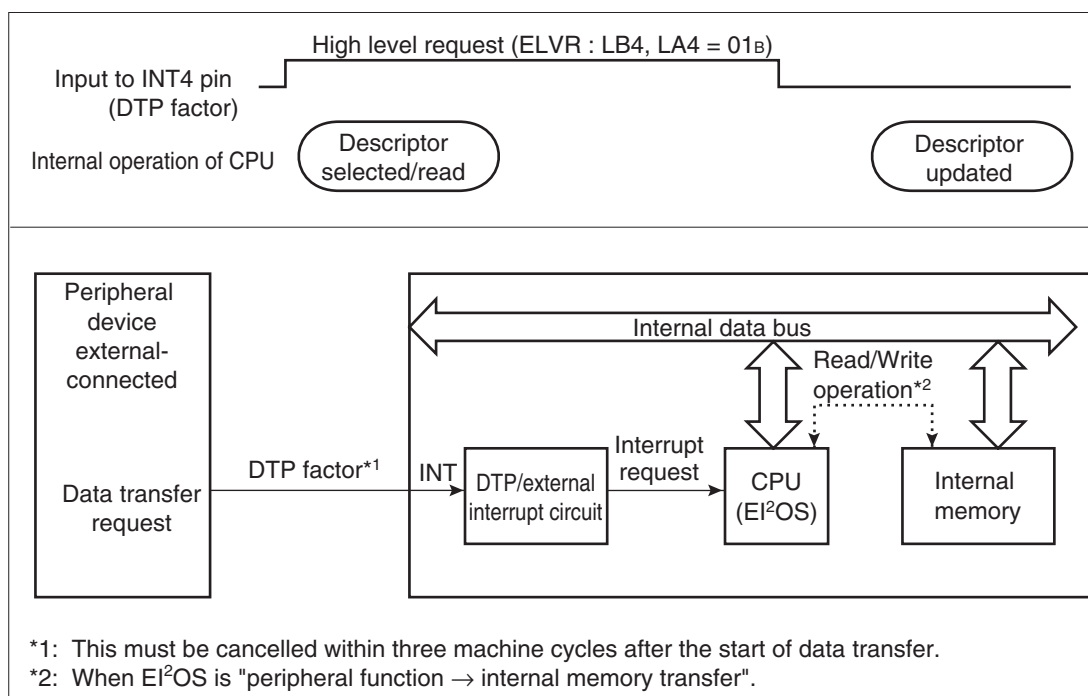 High level request (ELVR : LB4, LA4 = 01B)
Input to INT4 pin
(DTP factor)
Internal operation of CPU
Descriptor
selected/read
Descriptor
updated
Peripheral
device
external-
connected
Data transfer
request
DTP factor*1
INT
DTP/external
interrupt circuit
Interrupt
request
Internal data bus
Read/Write
operation*2
CPU
(EI²OS)
Internal
memory
*1: This must be cancelled within three machine cycles after the start of data transfer.
*2: When EI²OS is "peripheral function → internal memory transfer".